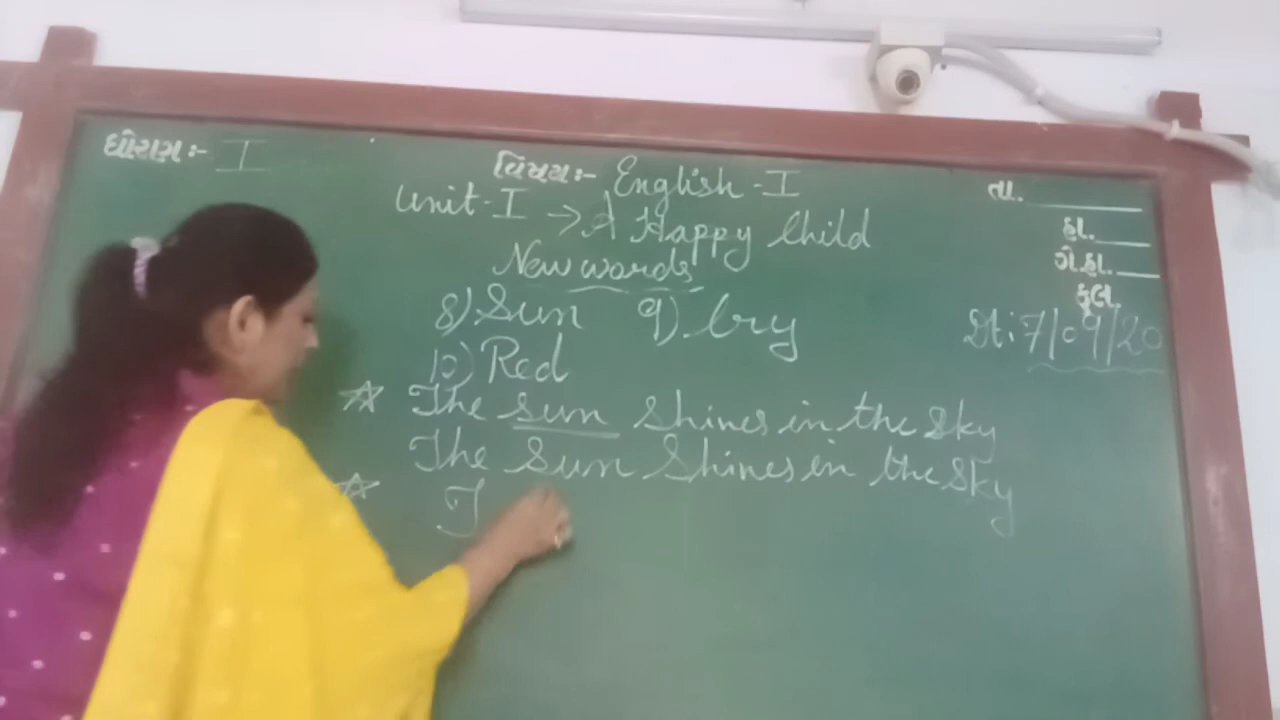 ધોરણ:- I
વિષય:- English - I
તા.
Unit - I → A Happy Child
હા.
New words
ગે.હા.
કુલ.
8) Sun 9) Cry
Dt: 7/09/20
10) Red
☆ The sun Shines in the Sky
The Sun Shines in the Sky
☆ I